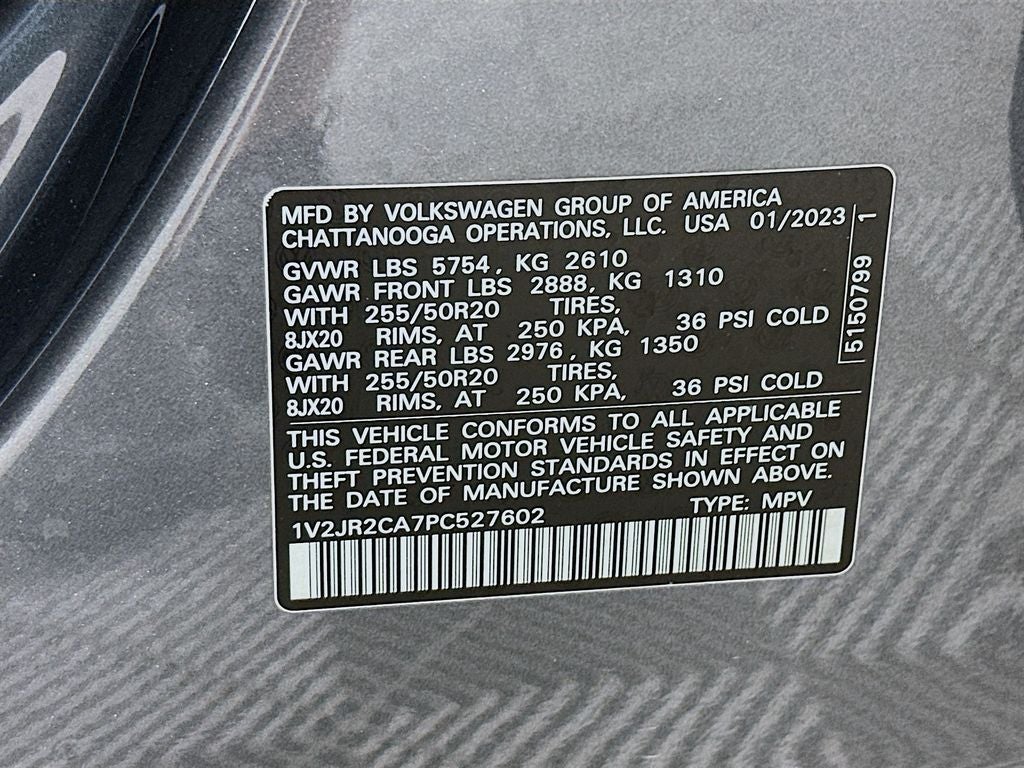 MFD BY VOLKSWAGEN GROUP OF AMERICA
CHATTANOOGA OPERATIONS, LLC. USA 01/2023
GVWR LBS 5754, KG 2610
GAWR FRONT LBS 2888, KG 1310
WITH 255/50R20 TIRES,
8JX20 RIMS, AT 250 KPA, 36 PSI COLD
GAWR REAR LBS 2976, KG 1350
WITH 255/50R20 TIRES,
8JX20 RIMS, AT 250 KPA, 36 PSI COLD
5150799 1
THIS VEHICLE CONFORMS TO ALL APPLICABLE
U.S. FEDERAL MOTOR VEHICLE SAFETY AND
THEFT PREVENTION STANDARDS IN EFFECT ON
THE DATE OF MANUFACTURE SHOWN ABOVE.
1V2JR2CA7PC527602 TYPE: MPV